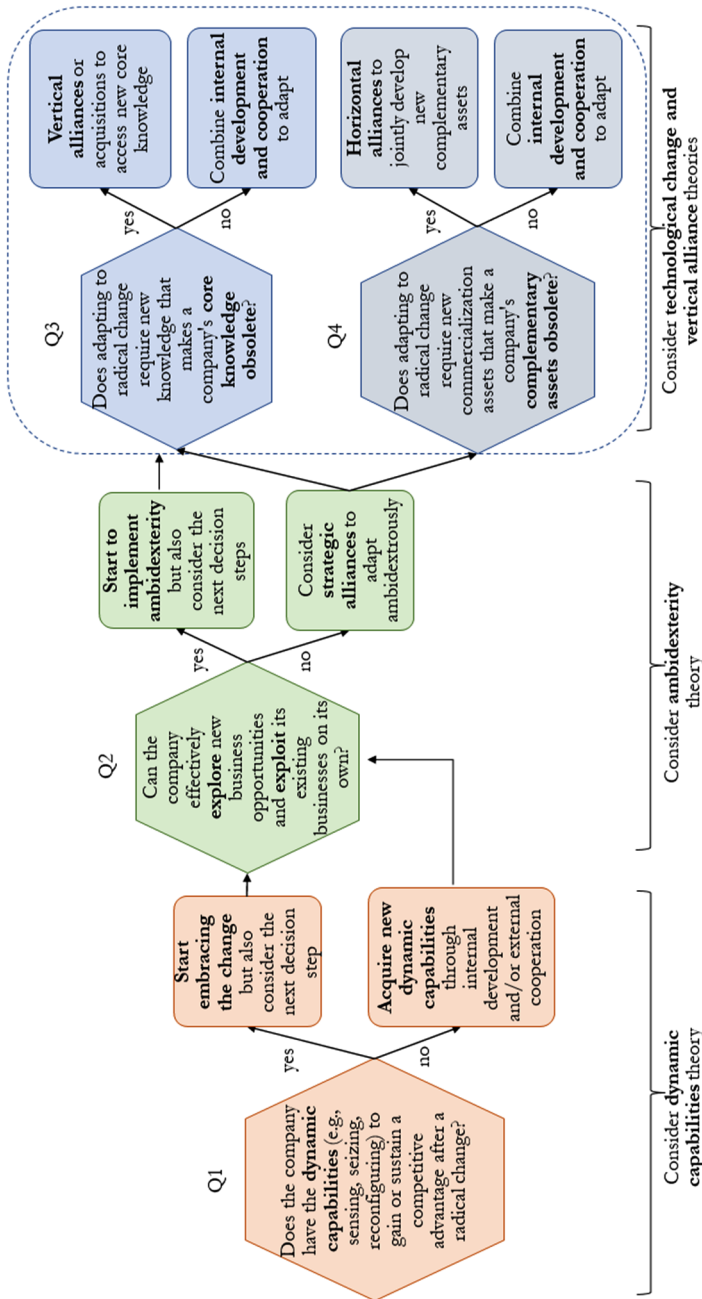 Q1
Does the company
have the dynamic
capabilities (e.g.,
sensing, seizing,
reconfiguring) to
gain or sustain a
competitive
advantage after a
radical change?
yes
no
Start
embracing
the change
but also
consider the
next decision
step
Acquire new
dynamic
capabilities
through
internal
development
and/or external
cooperation
Q2
Can the
company
effectively
explore new
business
opportunities
and exploit its
existing
businesses on its
own?
yes
no
Start to
implement
ambidexterity
but also
consider the
next decision
steps
Consider
strategic
alliances to
adapt
ambidextrously
Q3
Does adapting to
radical change
require new
knowledge that
makes a
company's core
knowledge
obsolete?
yes
no
Vertical
alliances or
acquisitions to
access new core
knowledge
Combine internal
development
and cooperation
to adapt
Q4
Does adapting to
radical change
require new
commercialization
assets that make a
company's
complementary
assets obsolete?
yes
no
Horizontal
alliances to
jointly develop
new
complementary
assets
Combine
internal
development
and cooperation
to adapt
Consider dynamic
capabilities theory
Consider ambidexterity
theory
Consider technological change and
vertical alliance theories